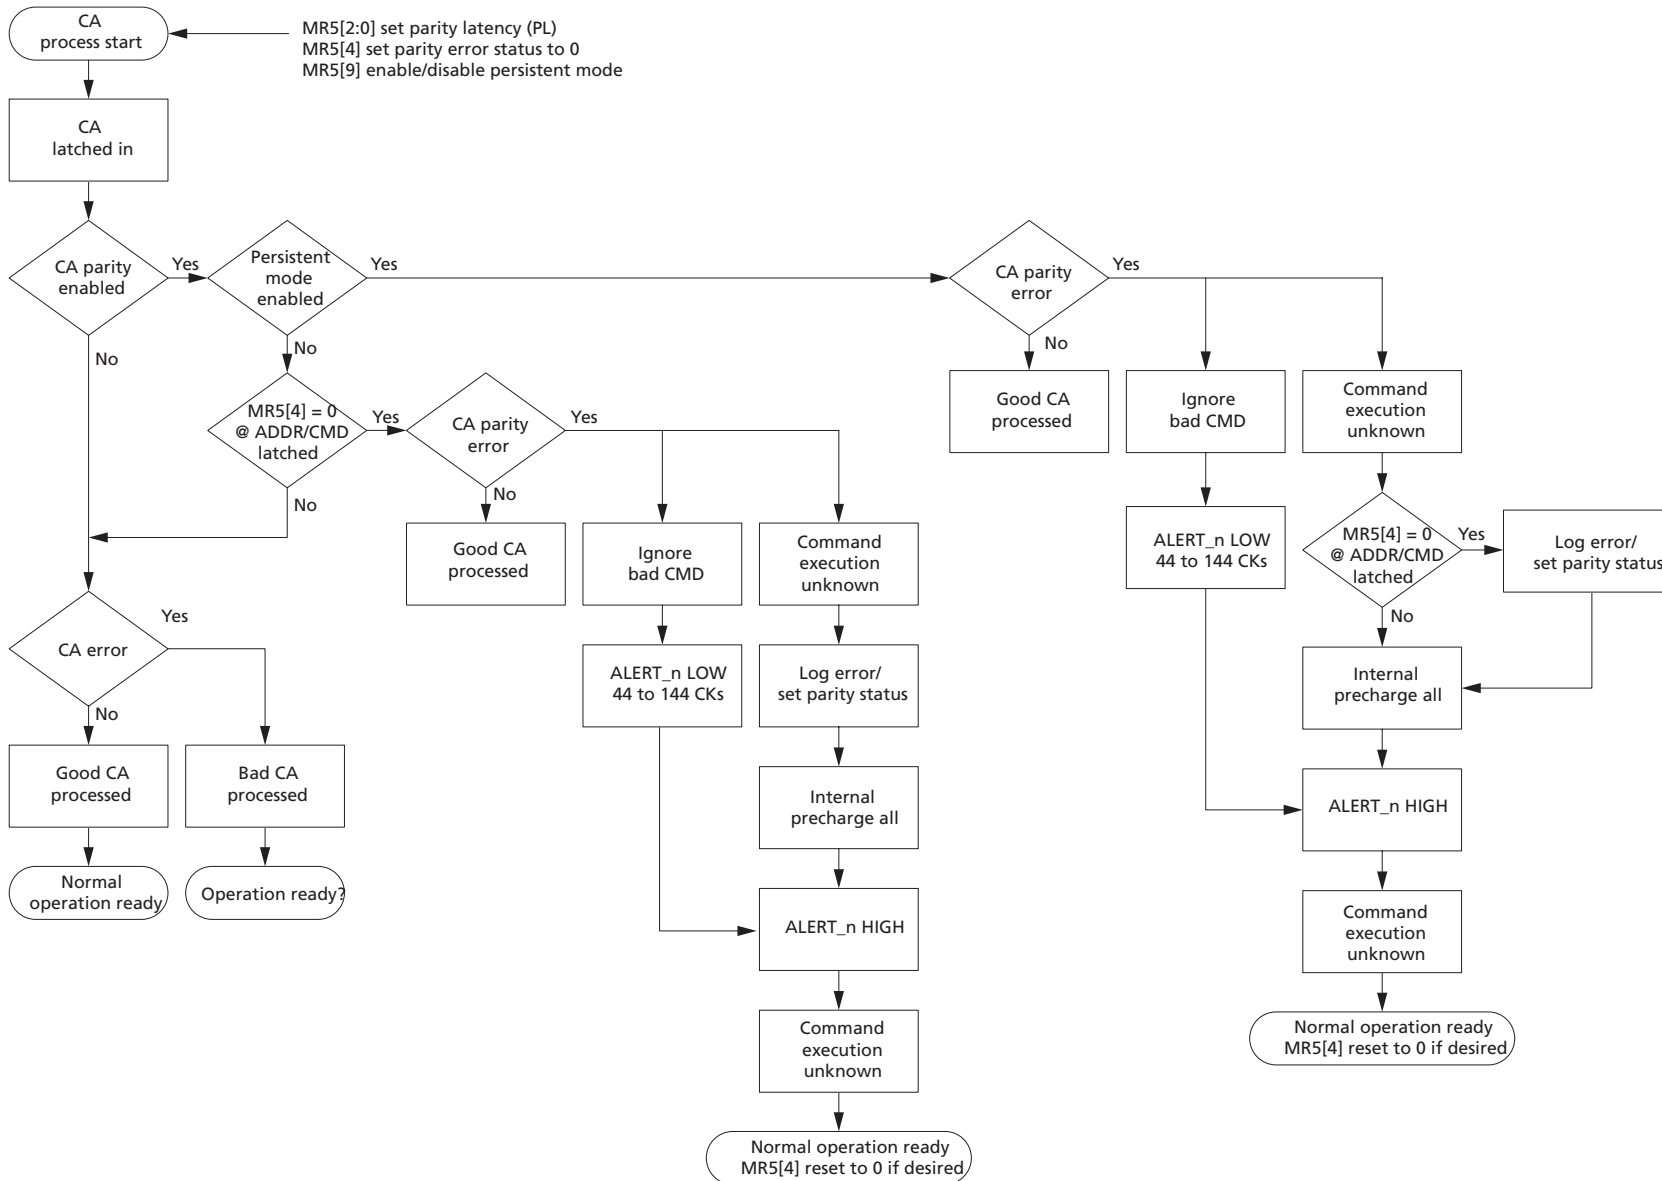 CA
process start
MR5[2:0] set parity latency (PL)
MR5[4] set parity error status to 0
MR5[9] enable/disable persistent mode
CA
latched in
CA parity
enabled
Yes
Persistent
mode
enabled
Yes
CA parity
error
Yes
No
No
No
MR5[4] = 0
@ ADDR/CMD
latched
Yes
CA parity
error
Yes
Good CA
processed
Ignore
bad CMD
Command
execution
unknown
No
No
Good CA
processed
Ignore
bad CMD
Command
execution
unknown
ALERT_n LOW
44 to 144 CKs
MR5[4] = 0
@ ADDR/CMD
latched
Yes
Log error/
set parity status
No
CA error
Yes
No
ALERT_n LOW
44 to 144 CKs
Log error/
set parity status
Internal
precharge all
Good CA
processed
Bad CA
processed
Internal
precharge all
ALERT_n HIGH
Normal
operation ready
Operation ready?
ALERT_n HIGH
Command
execution
unknown
Command
execution
unknown
Normal operation ready
MR5[4] reset to 0 if desired
Normal operation ready
MR5[4] reset to 0 if desired